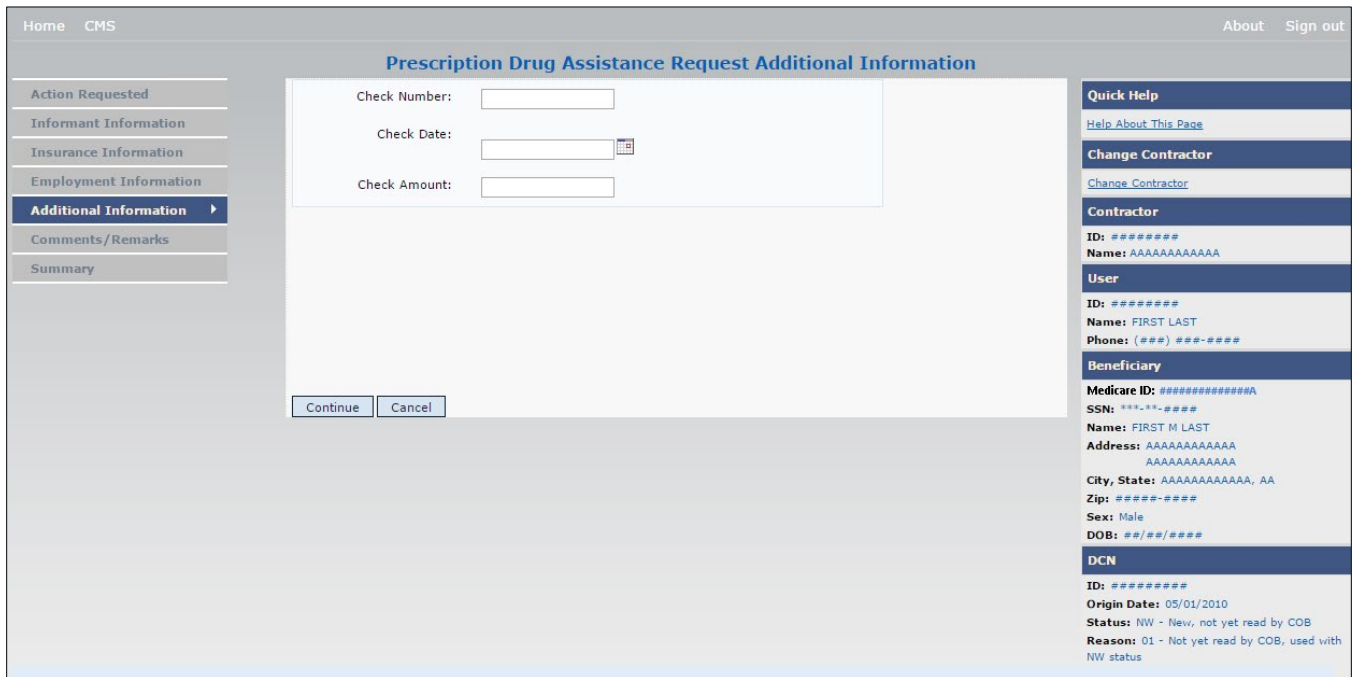 Home CMS About Sign out
Prescription Drug Assistance Request Additional Information
Action Requested
Informant Information
Insurance Information
Employment Information
Additional Information
Comments/Remarks
Summary
Check Number:
Check Date:
Check Amount:
Continue Cancel
Quick Help
Help About This Page
Change Contractor
Change Contractor
Contractor
ID: ########
Name: AAAAAAAAAAAA
User
ID: ########
Name: FIRST LAST
Phone: (###) ###-####
Beneficiary
Medicare ID: ##############A
SSN: ***-**-####
Name: FIRST M LAST
Address: AAAAAAAAAAAA
AAAAAAAAAAAA
City, State: AAAAAAAAAAAA, AA
Zip: #####-####
Sex: Male
DOB: ##/##/####
DCN
ID: #########
Origin Date: 05/01/2010
Status: NW - New, not yet read by COB
Reason: 01 - Not yet read by COB, used with
NW status